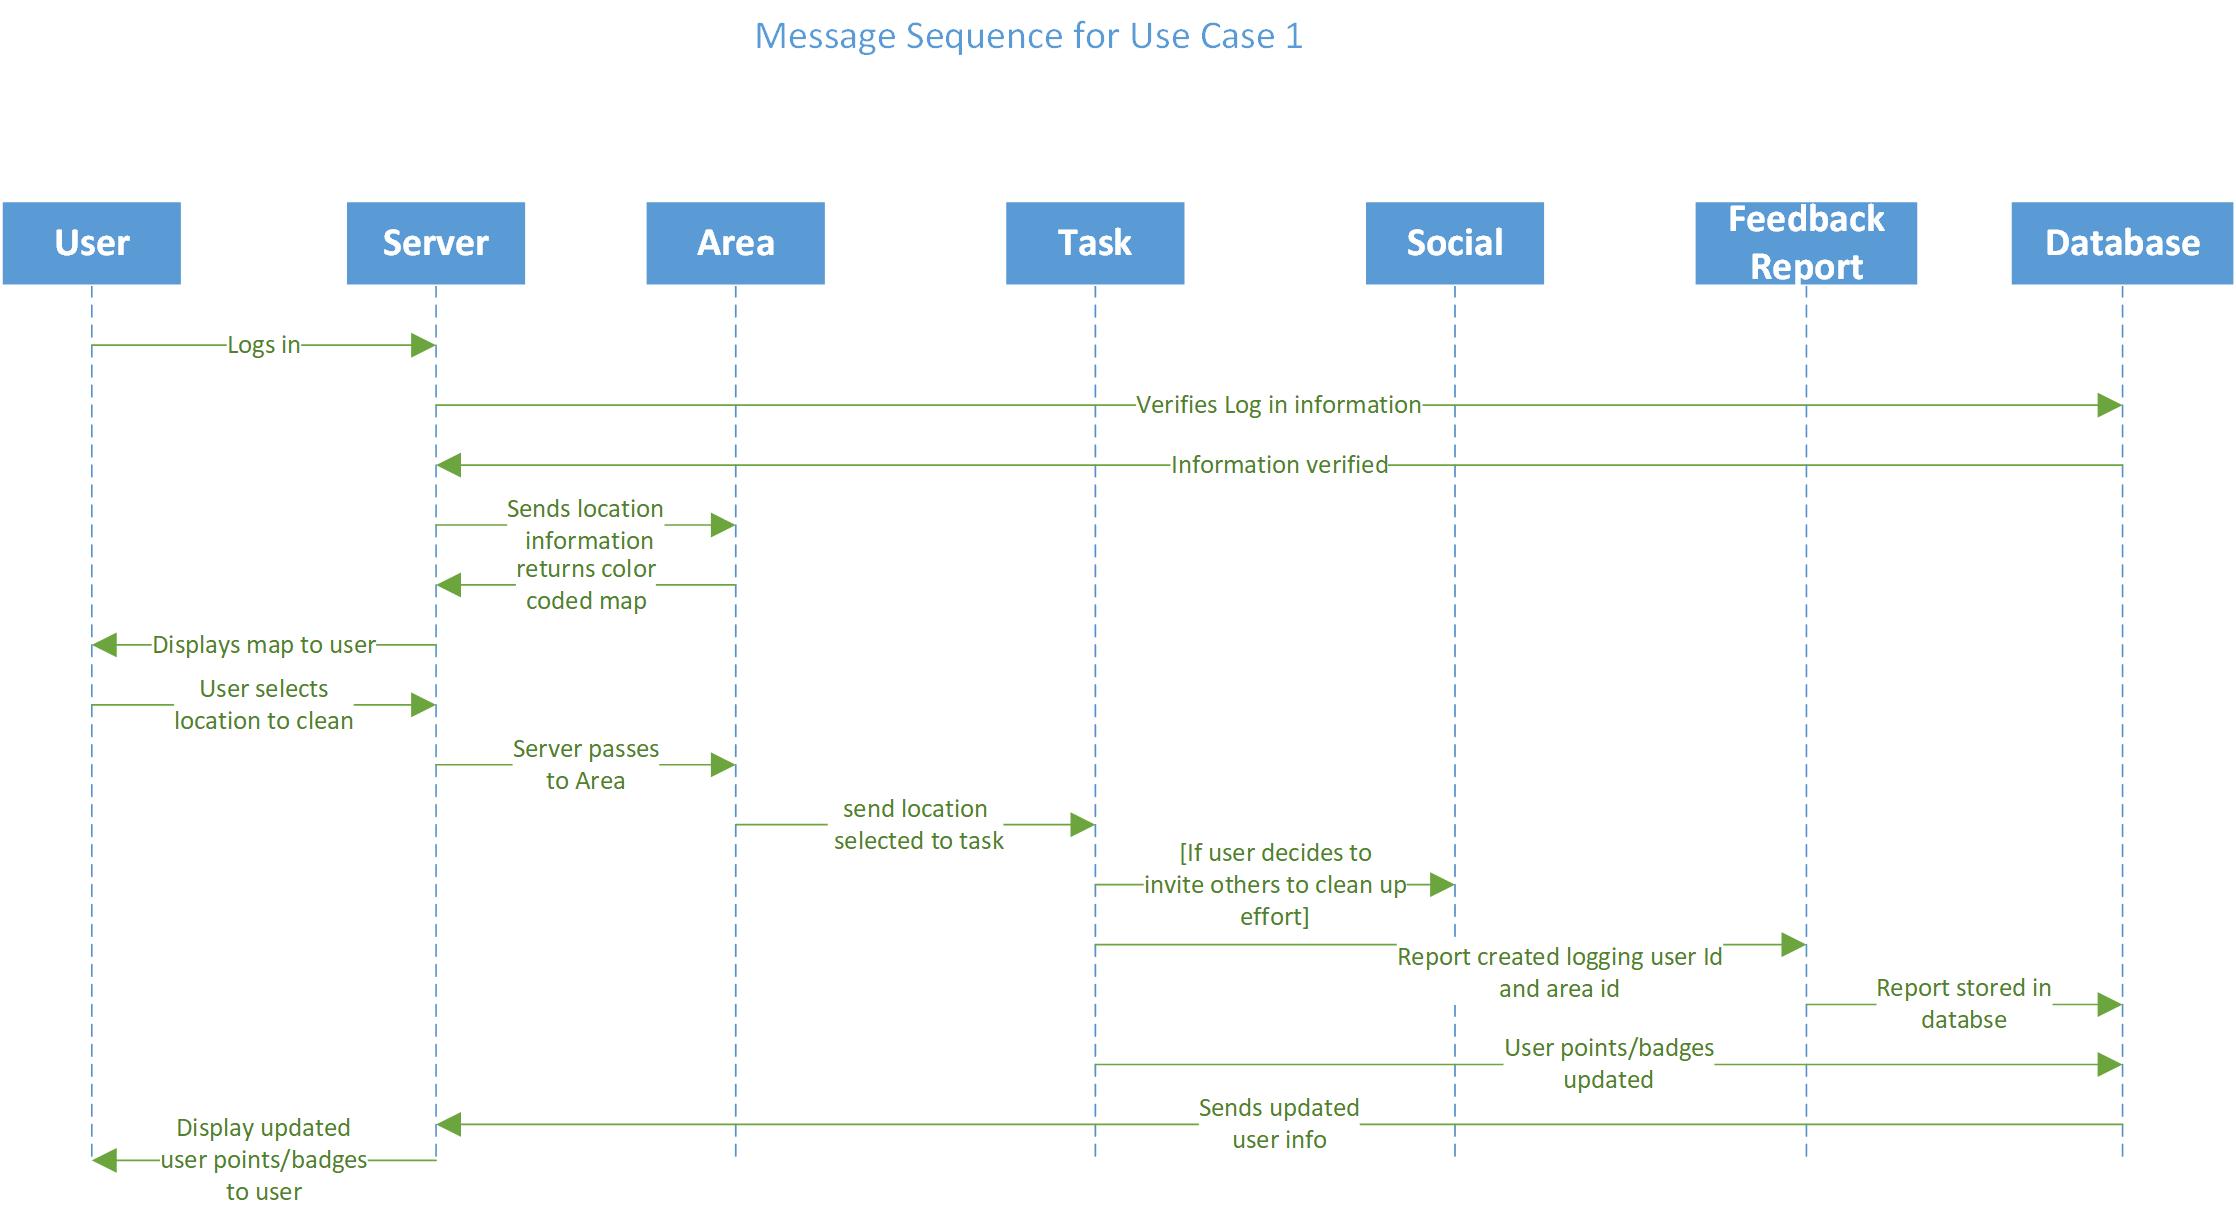 Message Sequence for Use Case 1
User
Server
Area
Task
Social
Feedback
Report
Database
Logs in
Verifies Log in information
Information verified
Sends location
information
returns color
coded map
Displays map to user
User selects
location to clean
Server passes
to Area
send location
selected to task
[If user decides to
invite others to clean up
effort]
Report created logging user Id
and area id
Report stored in
databse
User points/badges
updated
Sends updated
user info
Display updated
user points/badges
to user